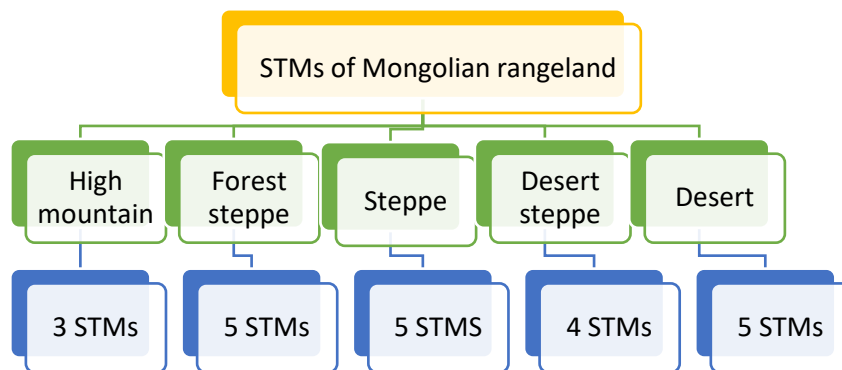 STMs of Mongolian rangeland
High
mountain
Forest
steppe
Steppe
Desert
steppe
Desert
3 STMs
5 STMs
5 STMS
4 STMs
5 STMs